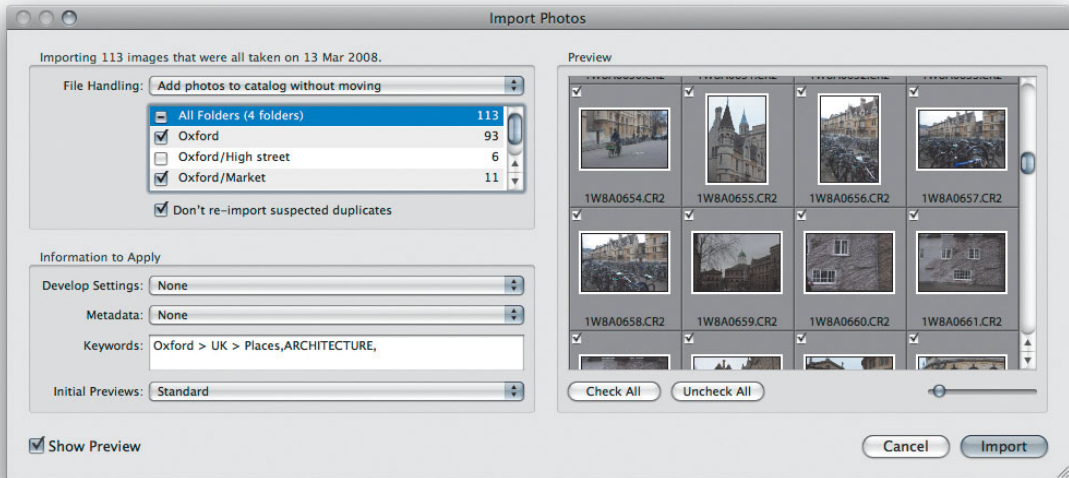 Import Photos
Importing 113 images that were all taken on 13 Mar 2008.
File Handling: Add photos to catalog without moving
All Folders (4 folders) 113
Oxford 93
Oxford/High street 6
Oxford/Market 11
Don't re-import suspected duplicates
Information to Apply
Develop Settings: None
Metadata: None
Keywords: Oxford > UK > Places,ARCHITECTURE,
Initial Previews: Standard
Show Preview
Preview
1W8A0654.CR2 1W8A0655.CR2 1W8A0656.CR2 1W8A0657.CR2
1W8A0658.CR2 1W8A0659.CR2 1W8A0660.CR2 1W8A0661.CR2
Check All Uncheck All
Cancel Import